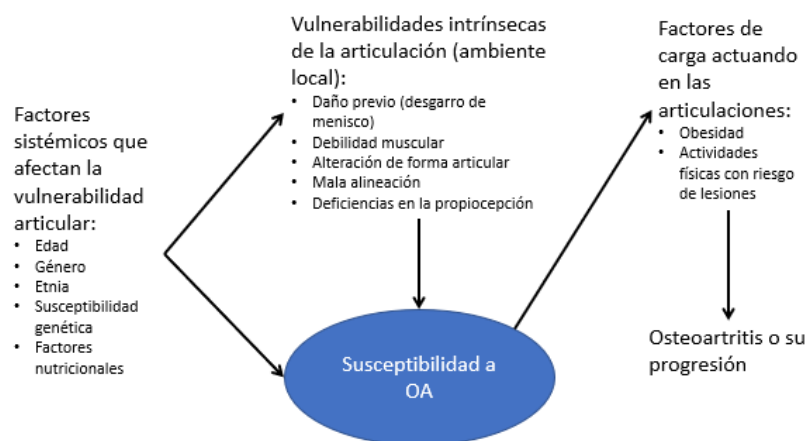 Factores
sistémicos que
afectan la
vulnerabilidad
articular:
• Edad
• Género
• Etnia
• Susceptibilidad
genética
• Factores
nutricionales
Vulnerabilidades intrínsecas
de la articulación (ambiente
local):
• Daño previo (desgarro de
menisco)
• Debilidad muscular
• Alteración de forma articular
• Mala alineación
• Deficiencias en la propiocepción
Susceptibilidad a
OA
Factores de
carga actuando
en las
articulaciones:
• Obesidad
• Actividades
físicas con riesgo
de lesiones
Osteoartritis o su
progresión